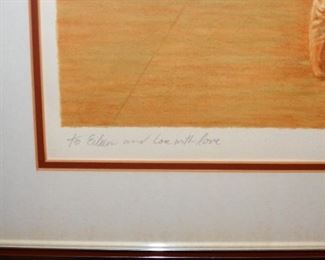 to Eileen and Lou with love